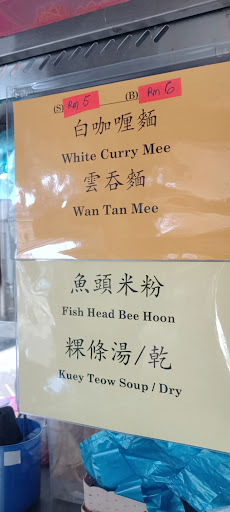 (S) Rm 5 (B) Rm 6
白咖喱麵
White Curry Mee
雲吞麵
Wan Tan Mee
魚頭米粉
Fish Head Bee Hoon
粿條湯/乾
Kuey Teow Soup / Dry